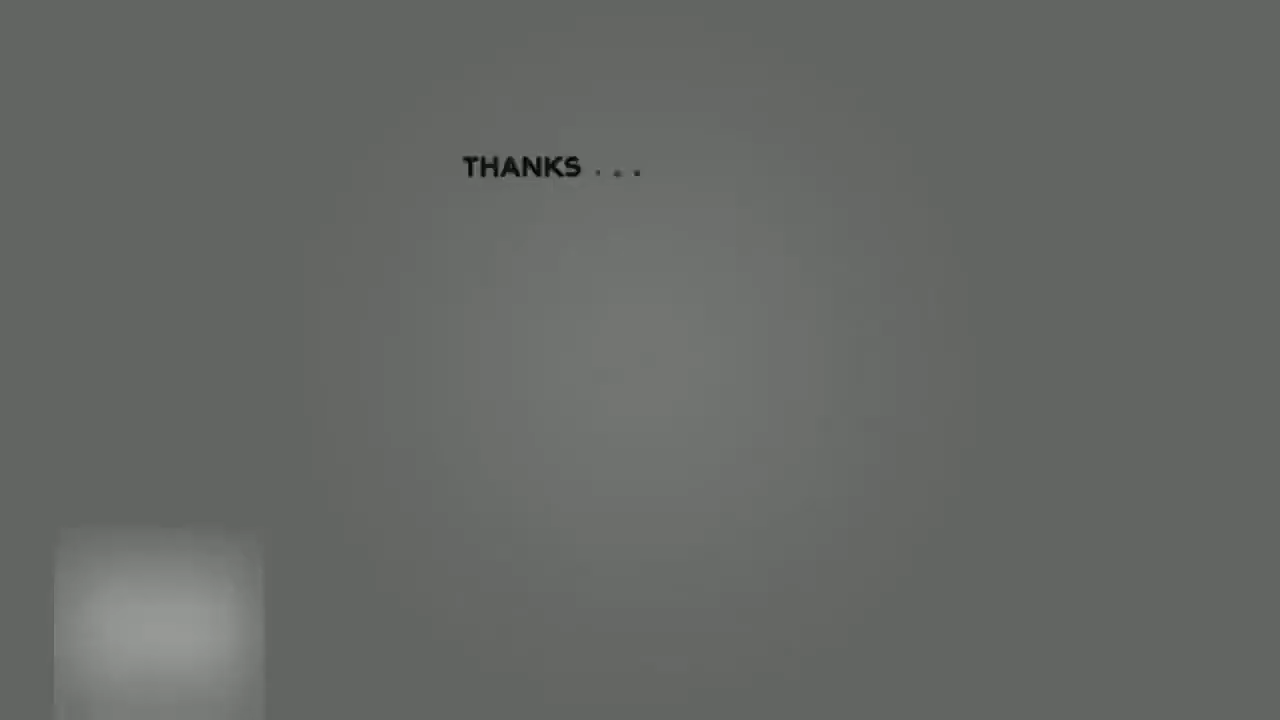 THANKS . . .